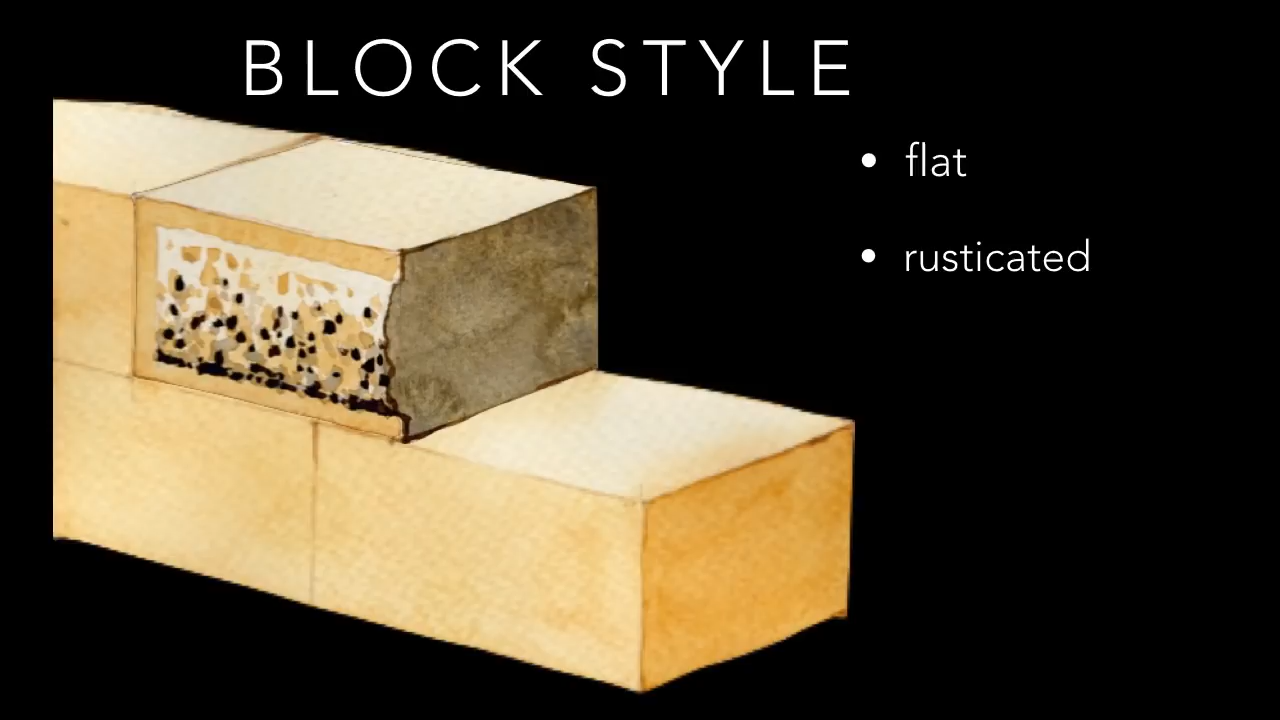 BLOCK STYLE
• flat
• rusticated